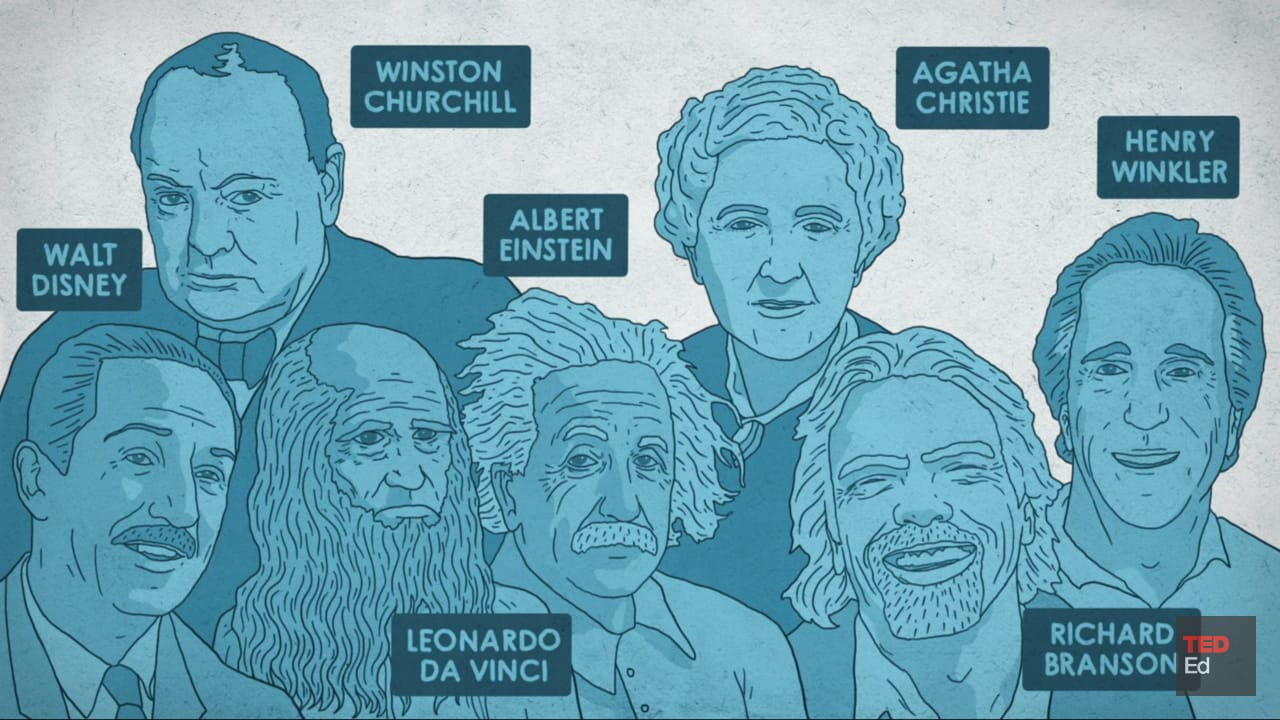 WINSTON
CHURCHILL
AGATHA
CHRISTIE
HENRY
WINKLER
ALBERT
EINSTEIN
WALT
DISNEY
LEONARDO
DA VINCI
RICHARD
BRANSON
TED
Ed